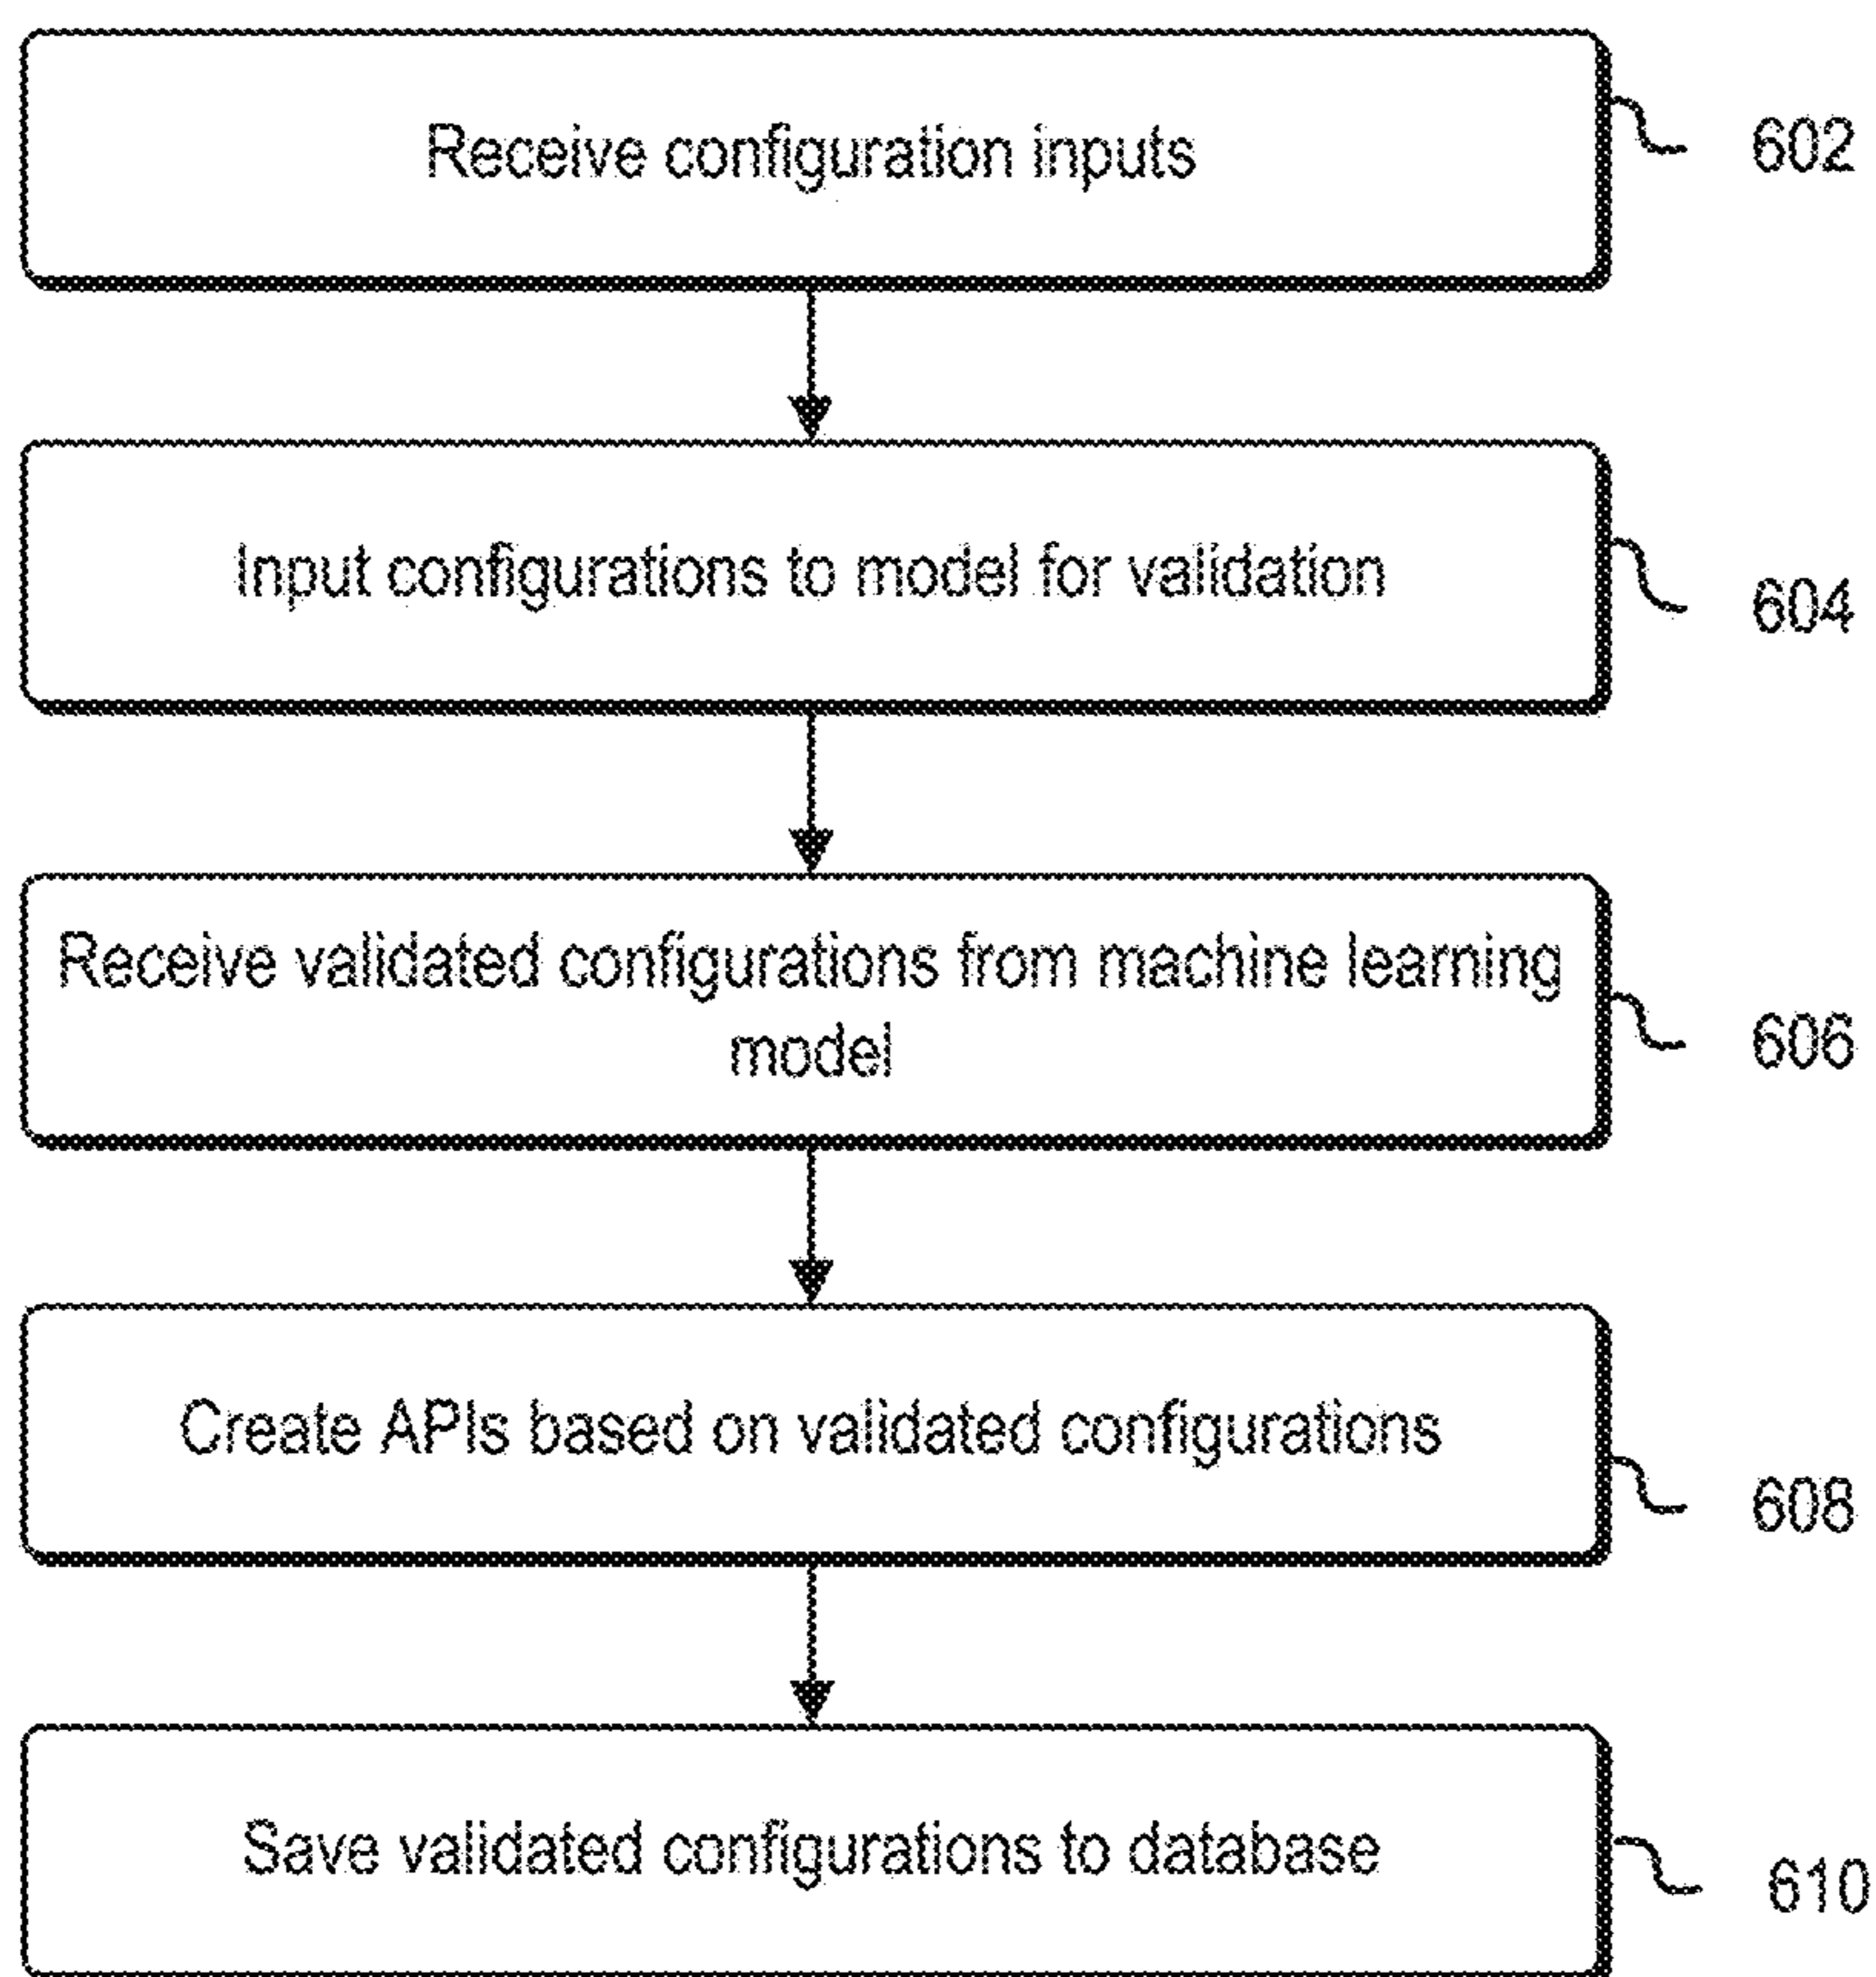 Receive configuration inputs
602
Input configurations to model for validation
604
Receive validated configurations from machine learning
model
606
Create APIs based on validated configurations
608
Save validated configurations to database
610